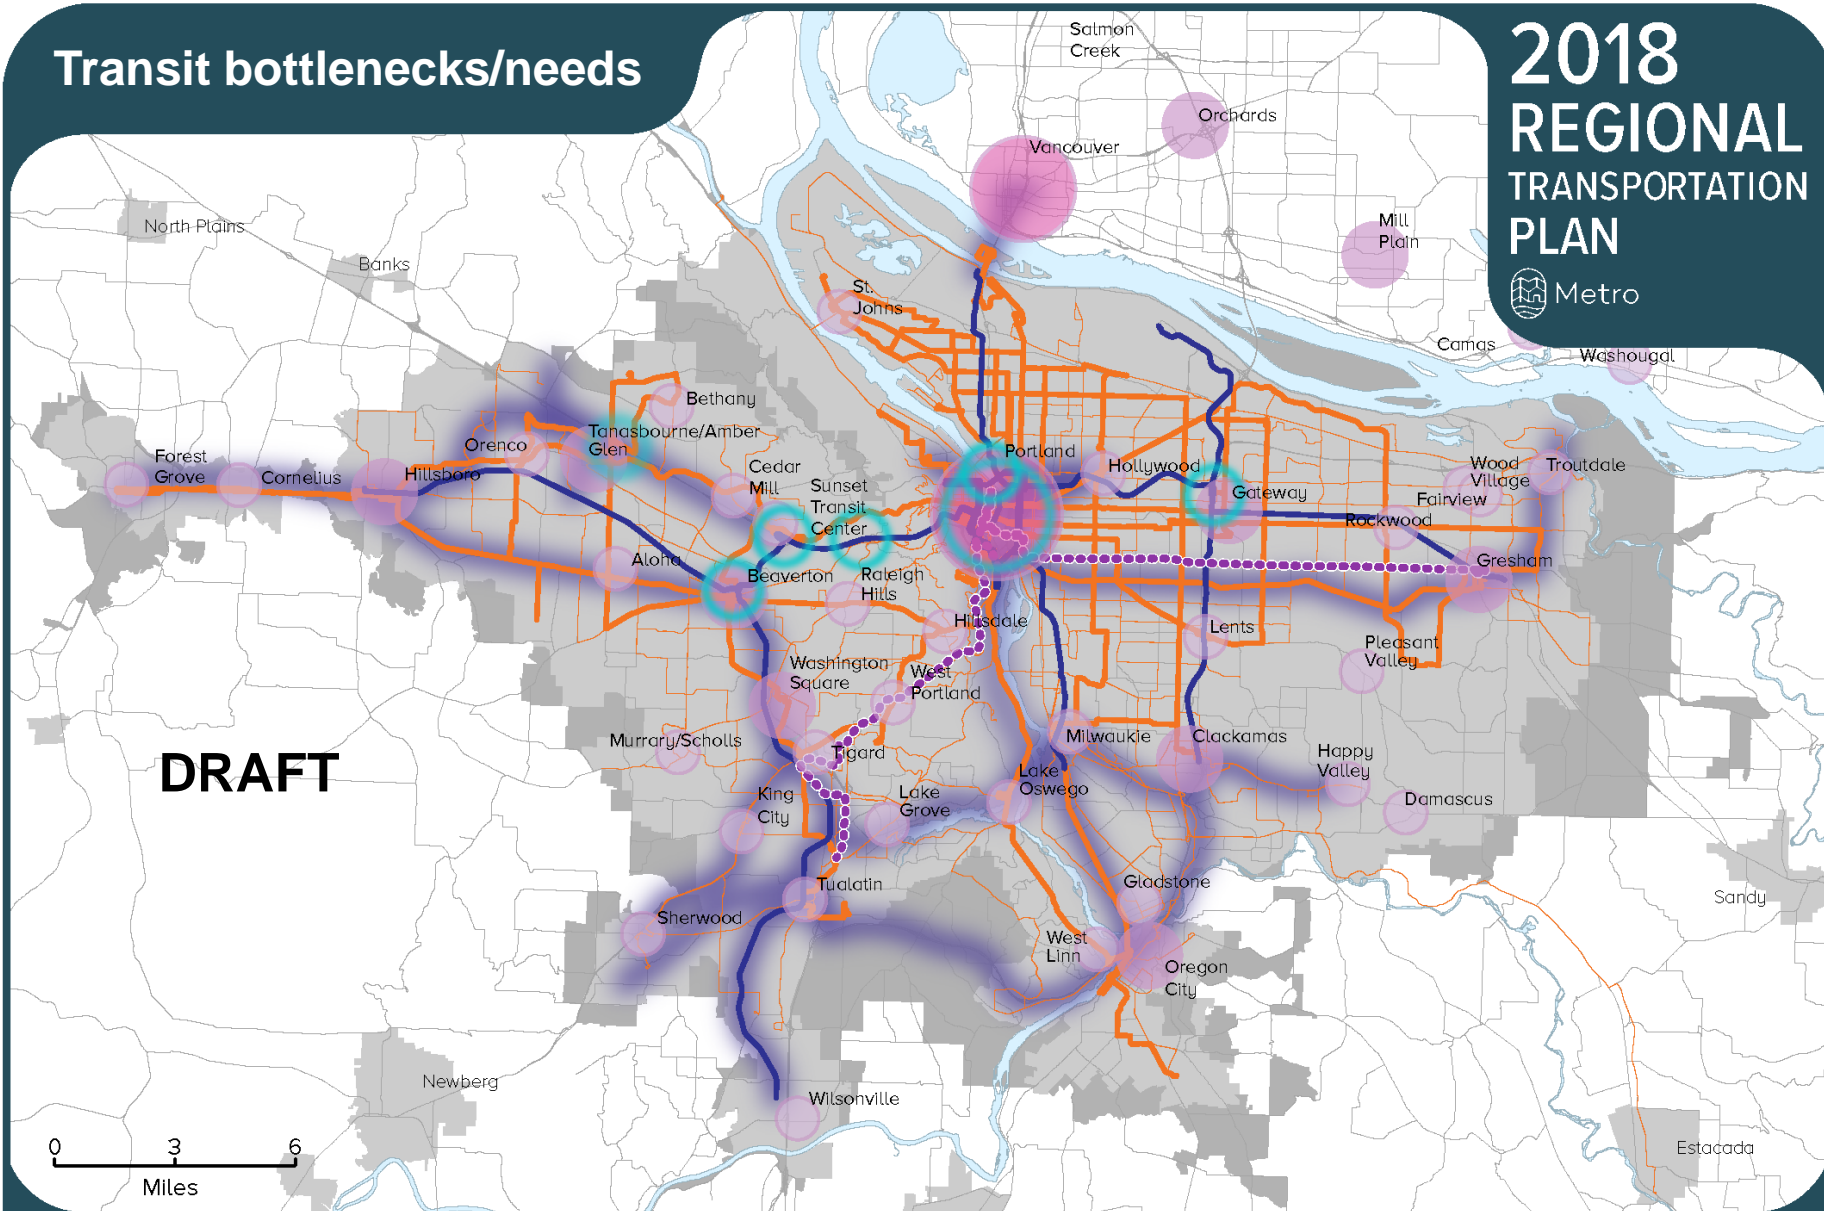 Transit bottlenecks/needs
2018
REGIONAL
TRANSPORTATION
PLAN
Metro
Salmon
Creek
Orchards
Vancouver
Mill
Plain
North Plains
Banks
St.
Johns
Camas
Washougal
Bethany
Tanasbourne/Amber
Glen
Orenco
Forest
Grove
Cornelius
Hillsboro
Cedar
Mill
Sunset
Transit
Center
Portland
Hollywood
Gateway
Wood
Village
Troutdale
Fairview
Rockwood
Gresham
Aloha
Beaverton
Raleigh
Hills
Hillsdale
Lents
Pleasant
Valley
Washington
Square
West
Portland
Murrary/Scholls
Tigard
Milwaukie
Clackamas
Happy
Valley
DRAFT
King
City
Lake
Grove
Lake
Oswego
Damascus
Tualatin
Gladstone
Sandy
Sherwood
West
Linn
Oregon
City
Newberg
Wilsonville
Estacada
0 3 6
Miles